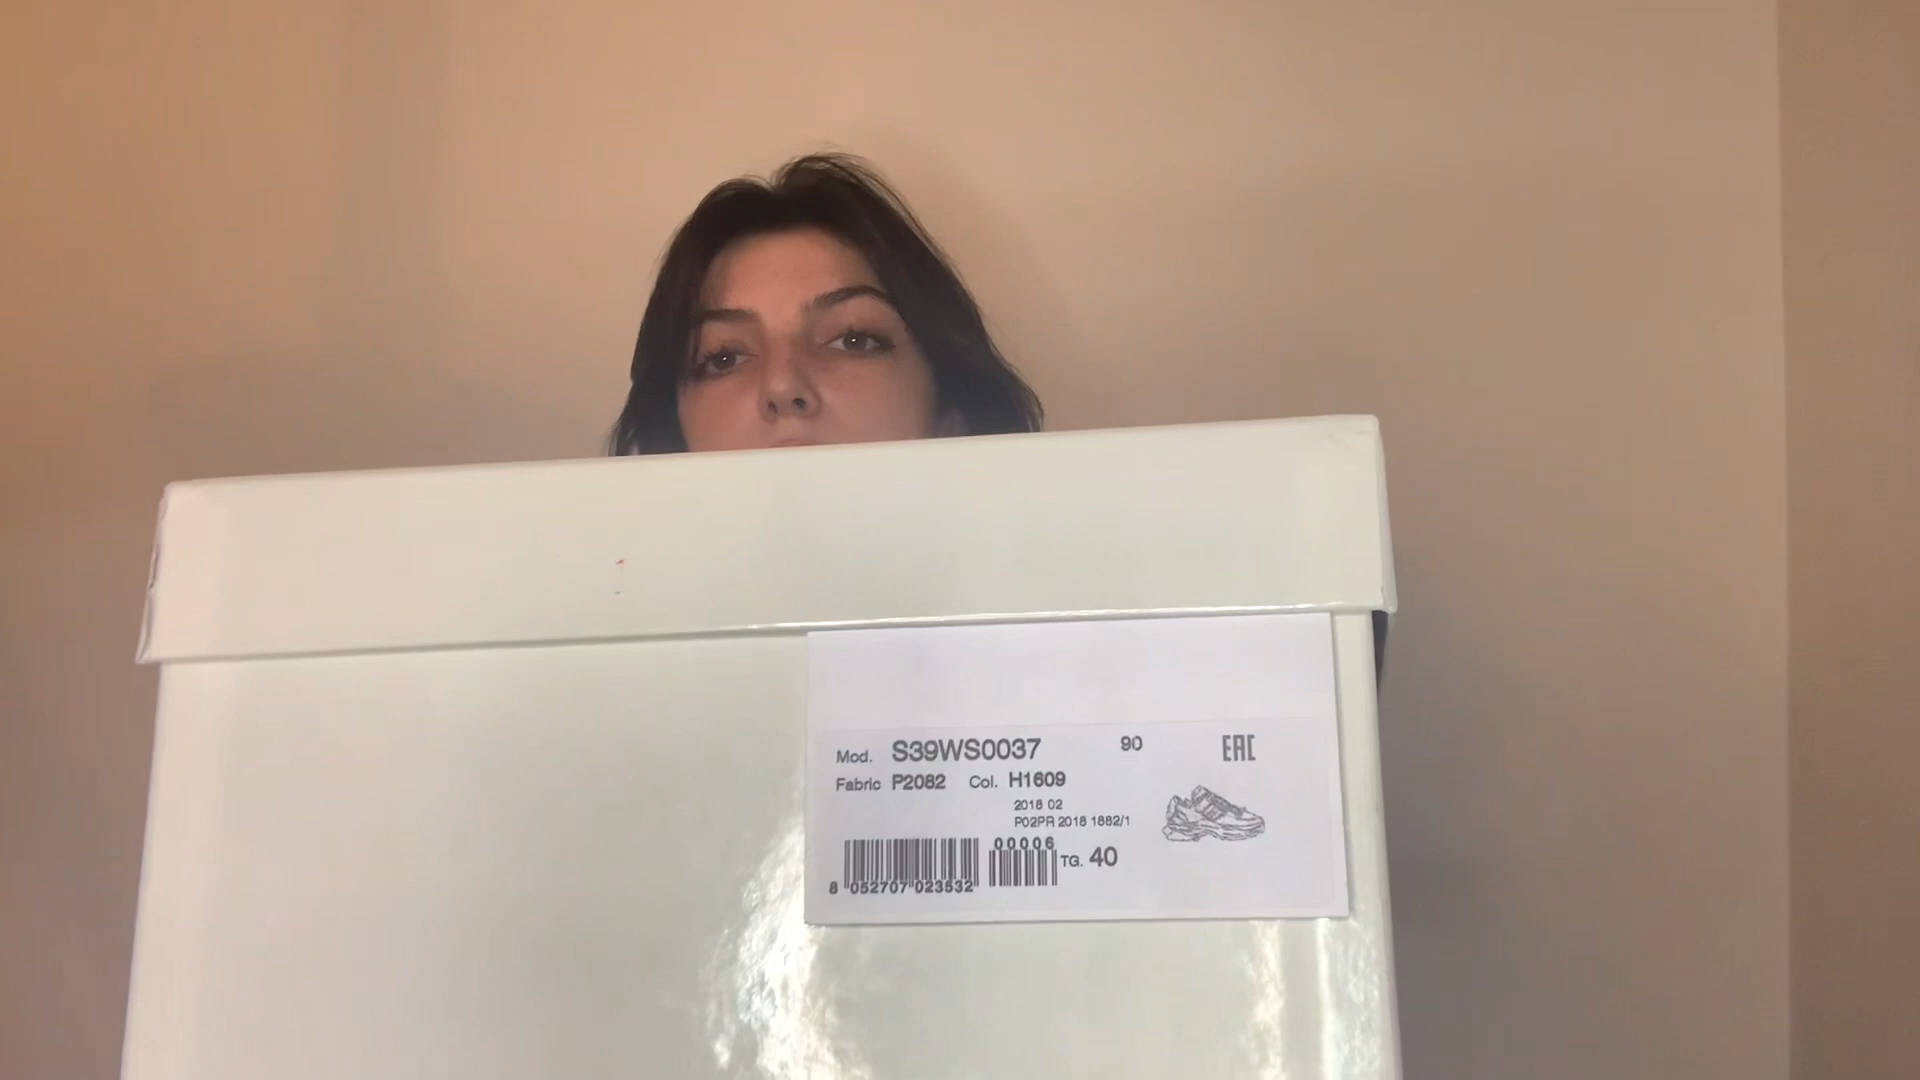 Mod. S39WS0037 90 EAC
Fabric P2082 Col. H1609
2018 02
P02PR 2018 1882/1
00006
TG. 40
8 052707 023532